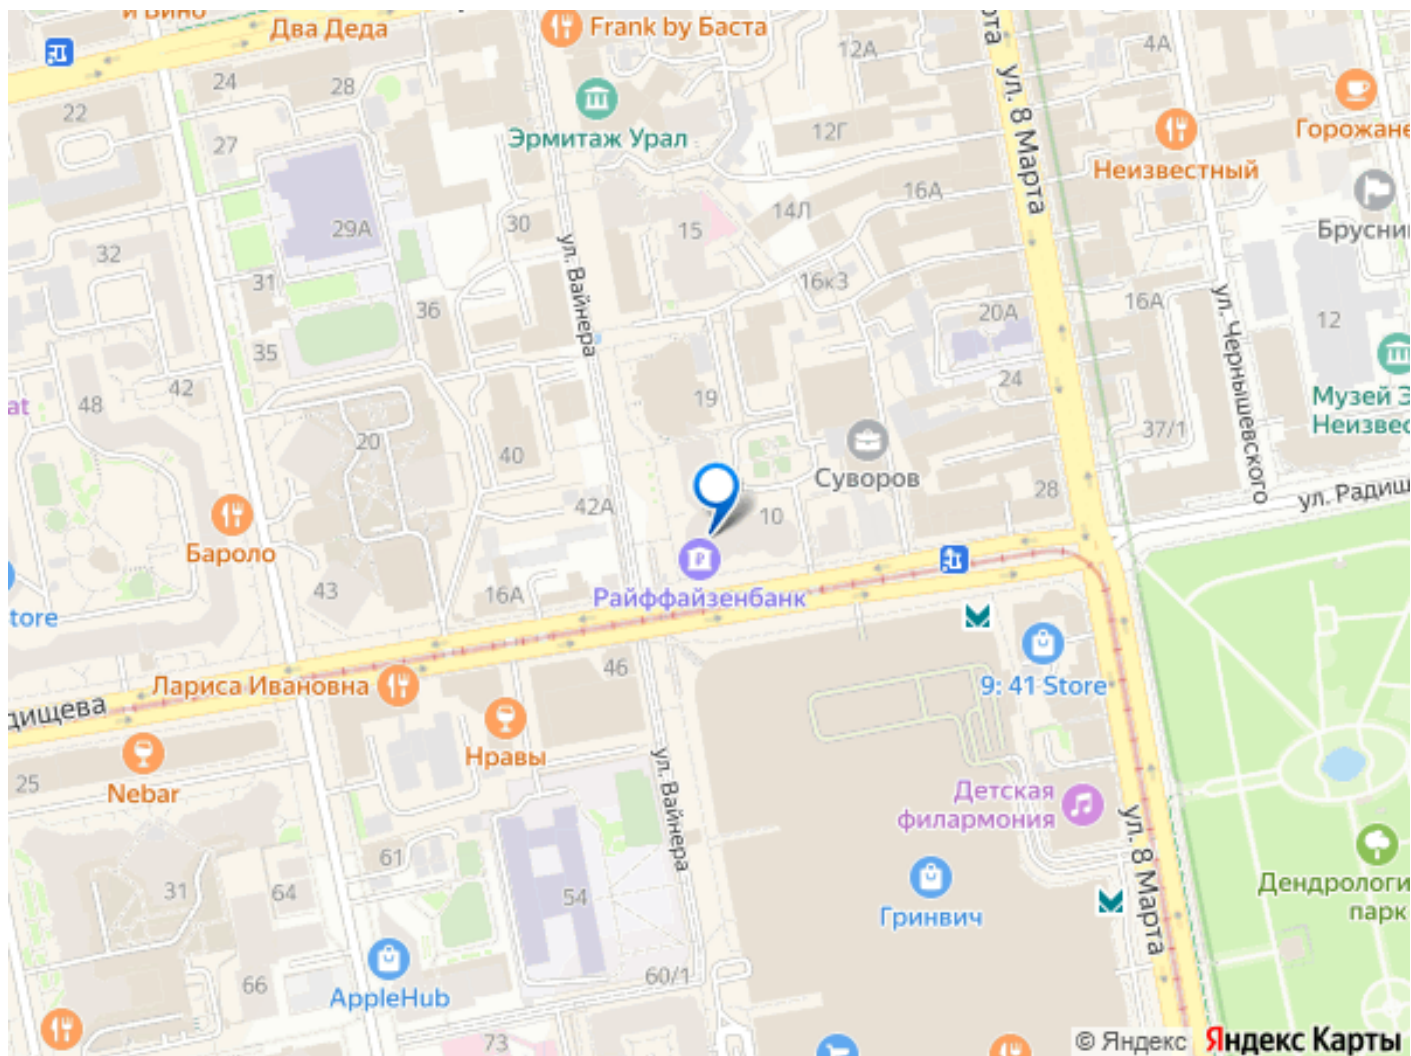 и Вино
Два Деда
Frank by Баста
12А
4А
ул. 8 Марта
24
28
22
Эрмитаж Урал
12Г
Горожане
27
Неизвестный
16А
14Л
29А
30
15
Бруснин
32
ул. Вайнера
31
16к3
36
20А
16А
12
ул. Чернышевского
35
42
48
at
19
24
Музей Э
Неизвес
20
40
37/1
Суворов
28
ул. Радищ
42А
10
Бароло
43
16А
Райффайзенбанк
tore
46
Лариса Ивановна
9: 41 Store
дищева
Нравы
25
Nebar
ул. Вайнера
Детская
филармония
ул. 8 Марта
61
31
64
54
Гринвич
Дендрологи
парк
66
AppleHub
60/1
73
© Яндекс
Яндекс Карты